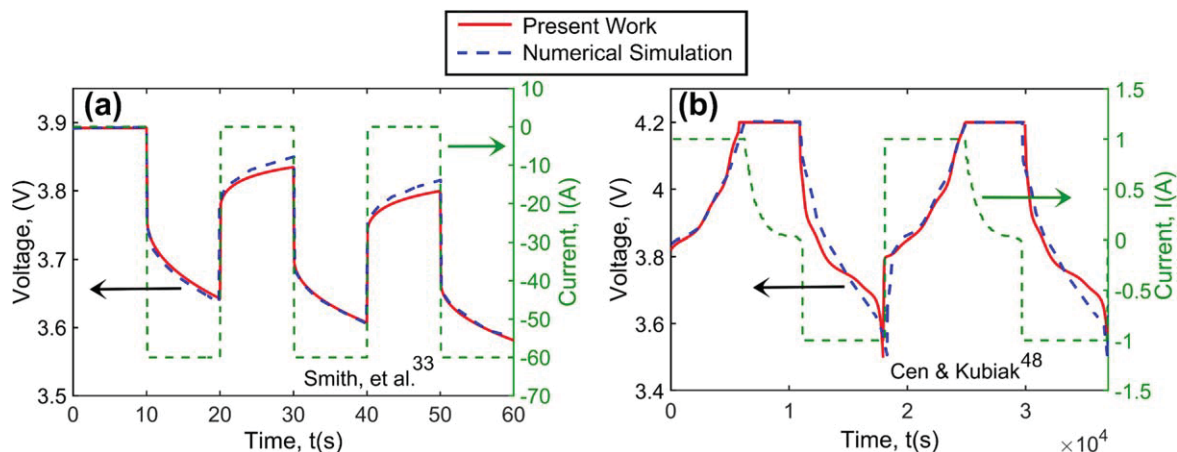 Present Work
Numerical Simulation
(a)
3.9
3.8
3.7
3.6
3.5
Voltage, (V)
10
0
-10
-20
-30
-40
-50
-60
-70
Current, I(A)
Smith, et al.33
0 10 20 30 40 50 60
Time, t(s)
(b)
4.2
4
3.8
3.6
3.4
Voltage, (V)
1.5
1
0.5
0
-0.5
-1
-1.5
Current, I(A)
Cen & Kubiak48
0 1 2 3
Time, t(s)
×10^4